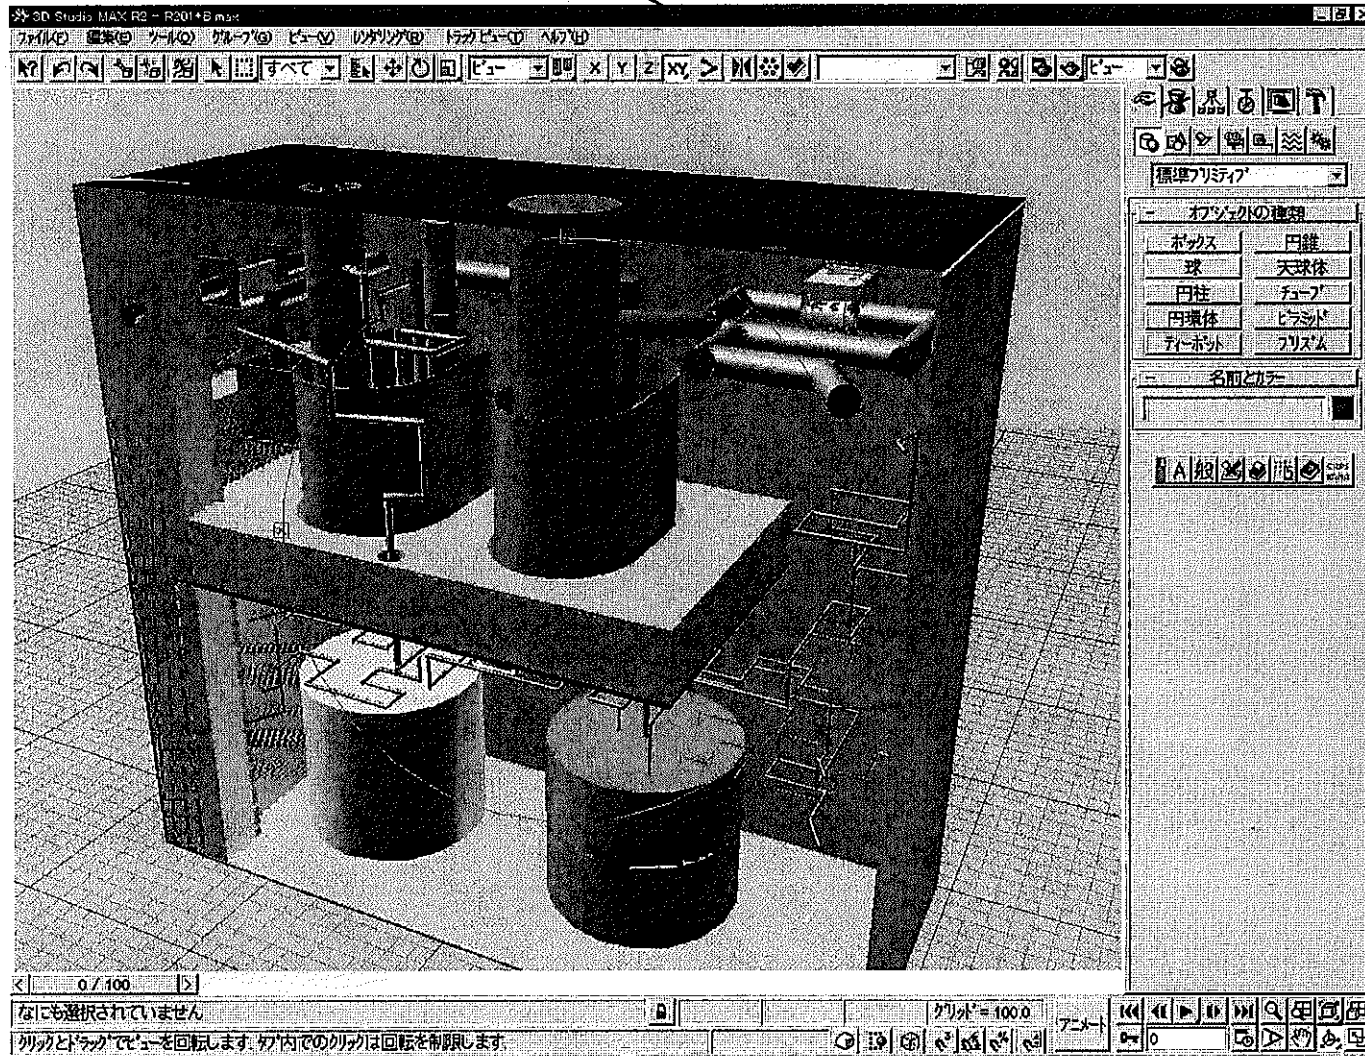 3D Studio MAX R2 - R201+B.max
ファイル(F) 編集(E) ツール(O) グループ(G) ビュー(V) レンダリング(R) トラックビュー(T) ヘルプ(H)
すべて ビュー X Y Z XY ビュー
標準プリミティブ
- オブジェクトの種類
ボックス 円錐
球 天球体
円柱 チューブ
円環体 ピラミッド
ティーポット プリズム
- 名前とカラー
A 般
< 0 / 100 >
なにも選択されていません グリッド = 100.0 アニメート
クリックとドラッグでビューを回転します タブ内でのクリックは回転を制限します. 0